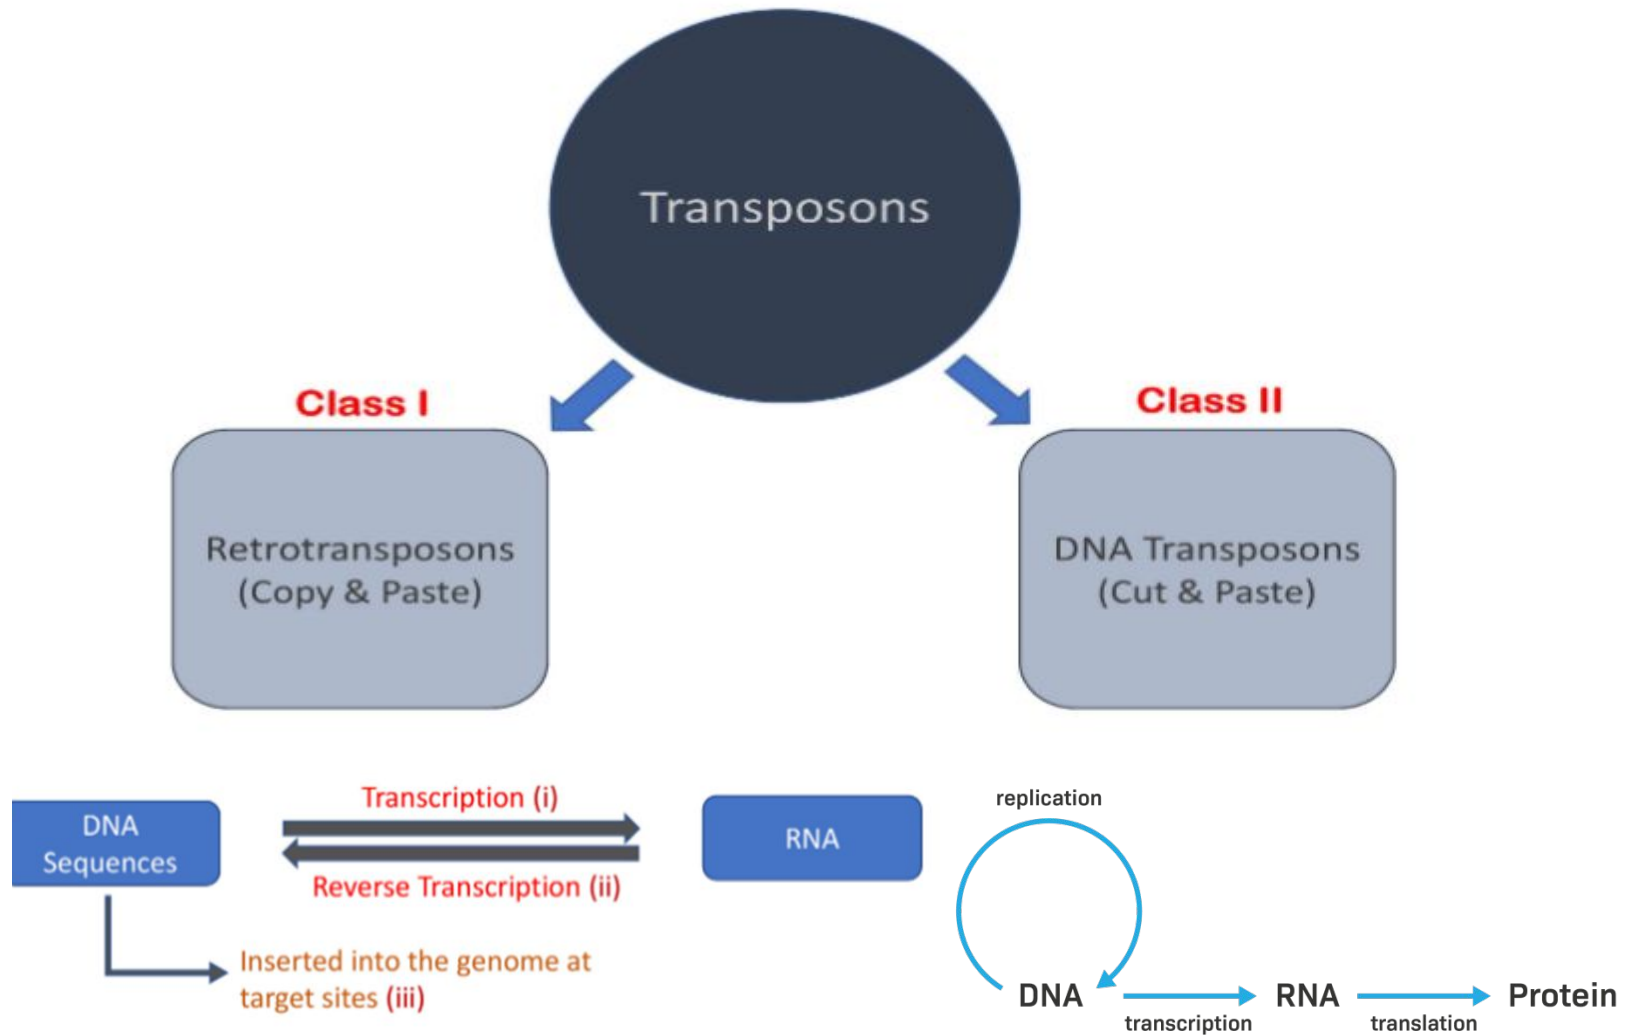 Transposons
Class I
Class II
Retrotransposons
(Copy & Paste)
DNA Transposons
(Cut & Paste)
DNA
Sequences
Transcription (i)
Reverse Transcription (ii)
RNA
Inserted into the genome at
target sites (iii)
replication
DNA
transcription
RNA
translation
Protein